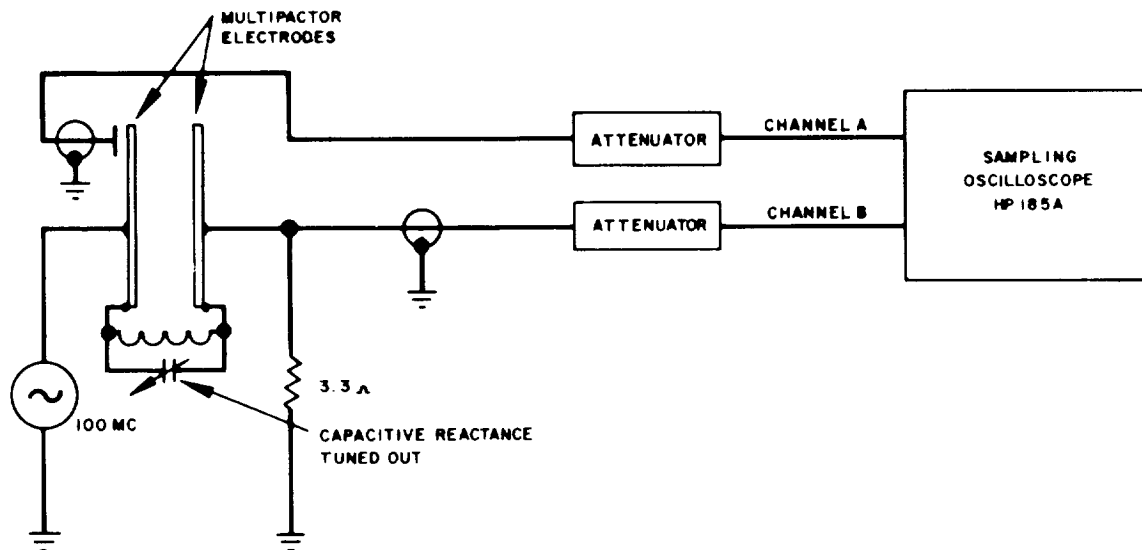 MULTIPACTOR
ELECTRODES
ATTENUATOR
CHANNEL A
SAMPLING
OSCILLOSCOPE
HP 185A
ATTENUATOR
CHANNEL B
100 MC
3.3 Ω
CAPACITIVE REACTANCE
TUNED OUT